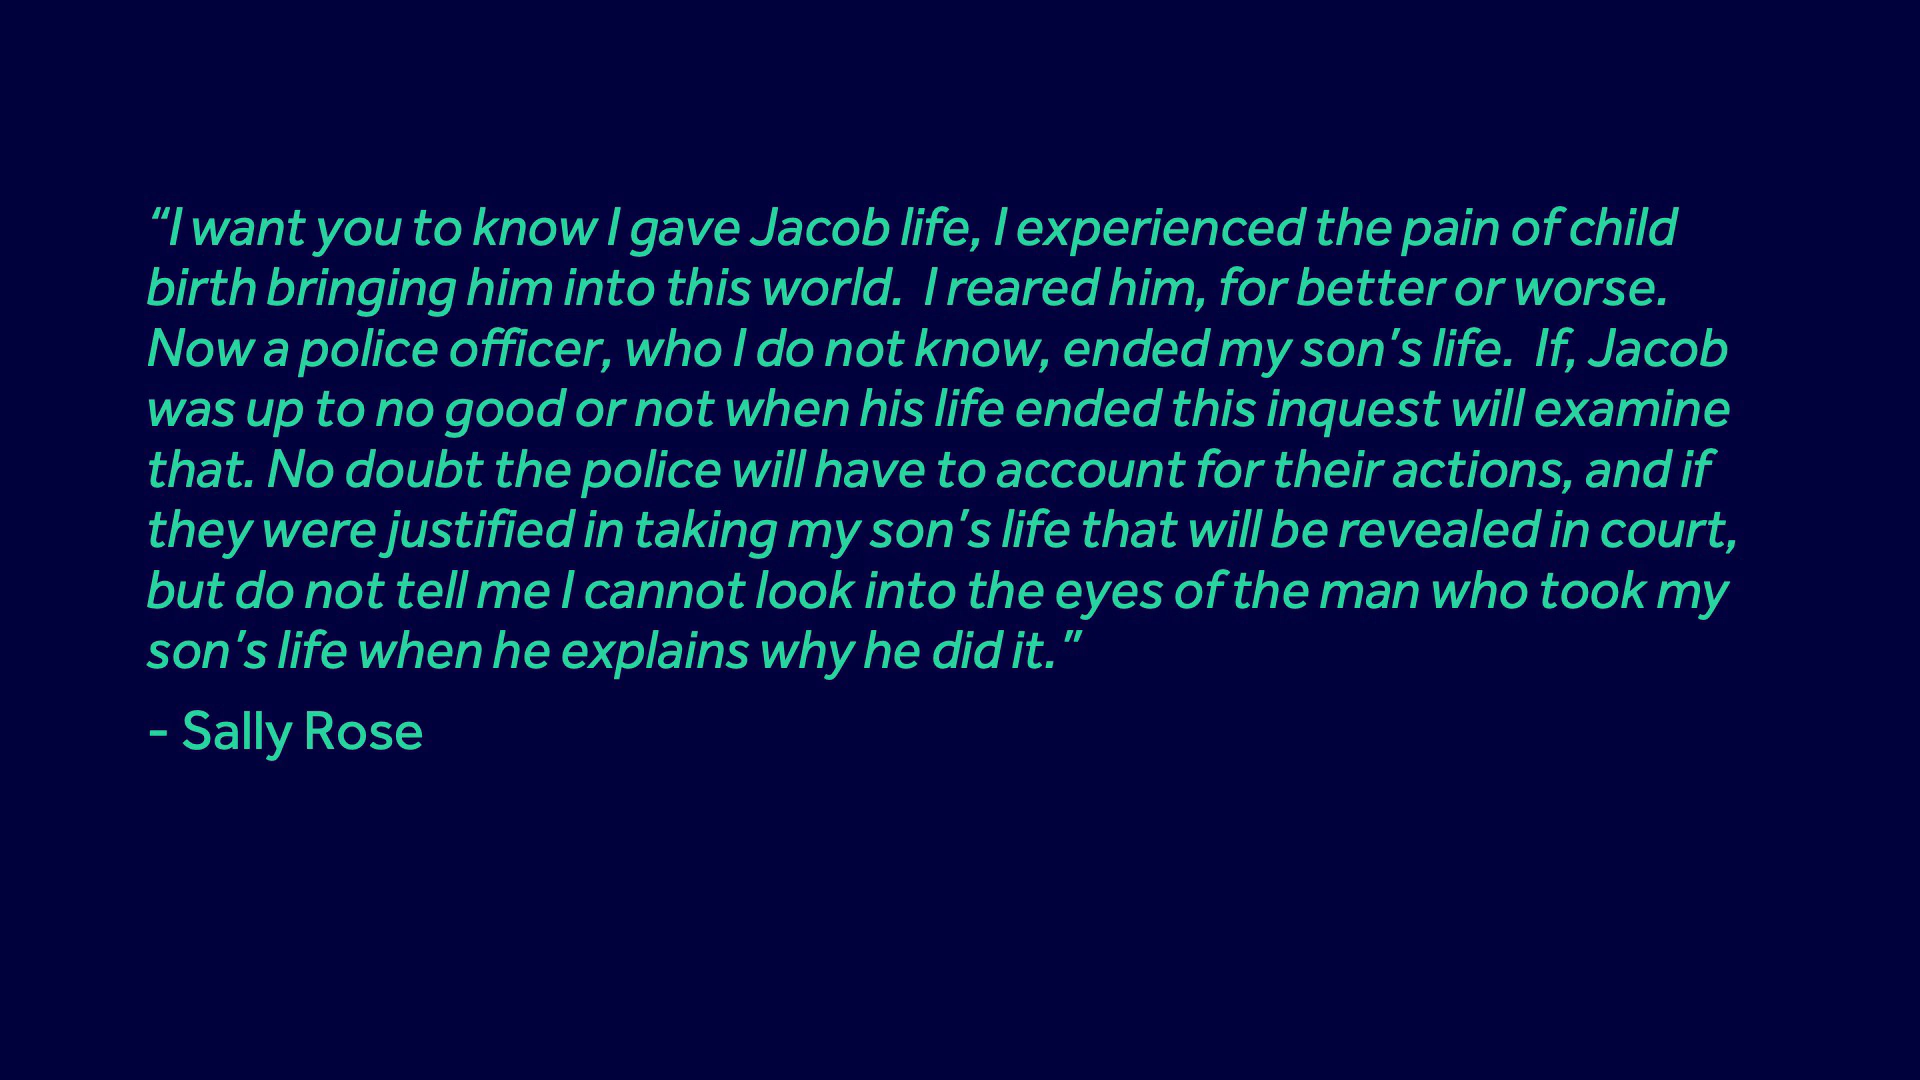 “I want you to know I gave Jacob life, I experienced the pain of child
birth bringing him into this world.  I reared him, for better or worse.
Now a police officer, who I do not know, ended my son’s life.  If, Jacob
was up to no good or not when his life ended this inquest will examine
that. No doubt the police will have to account for their actions, and if
they were justified in taking my son’s life that will be revealed in court,
but do not tell me I cannot look into the eyes of the man who took my
son’s life when he explains why he did it.”
- Sally Rose